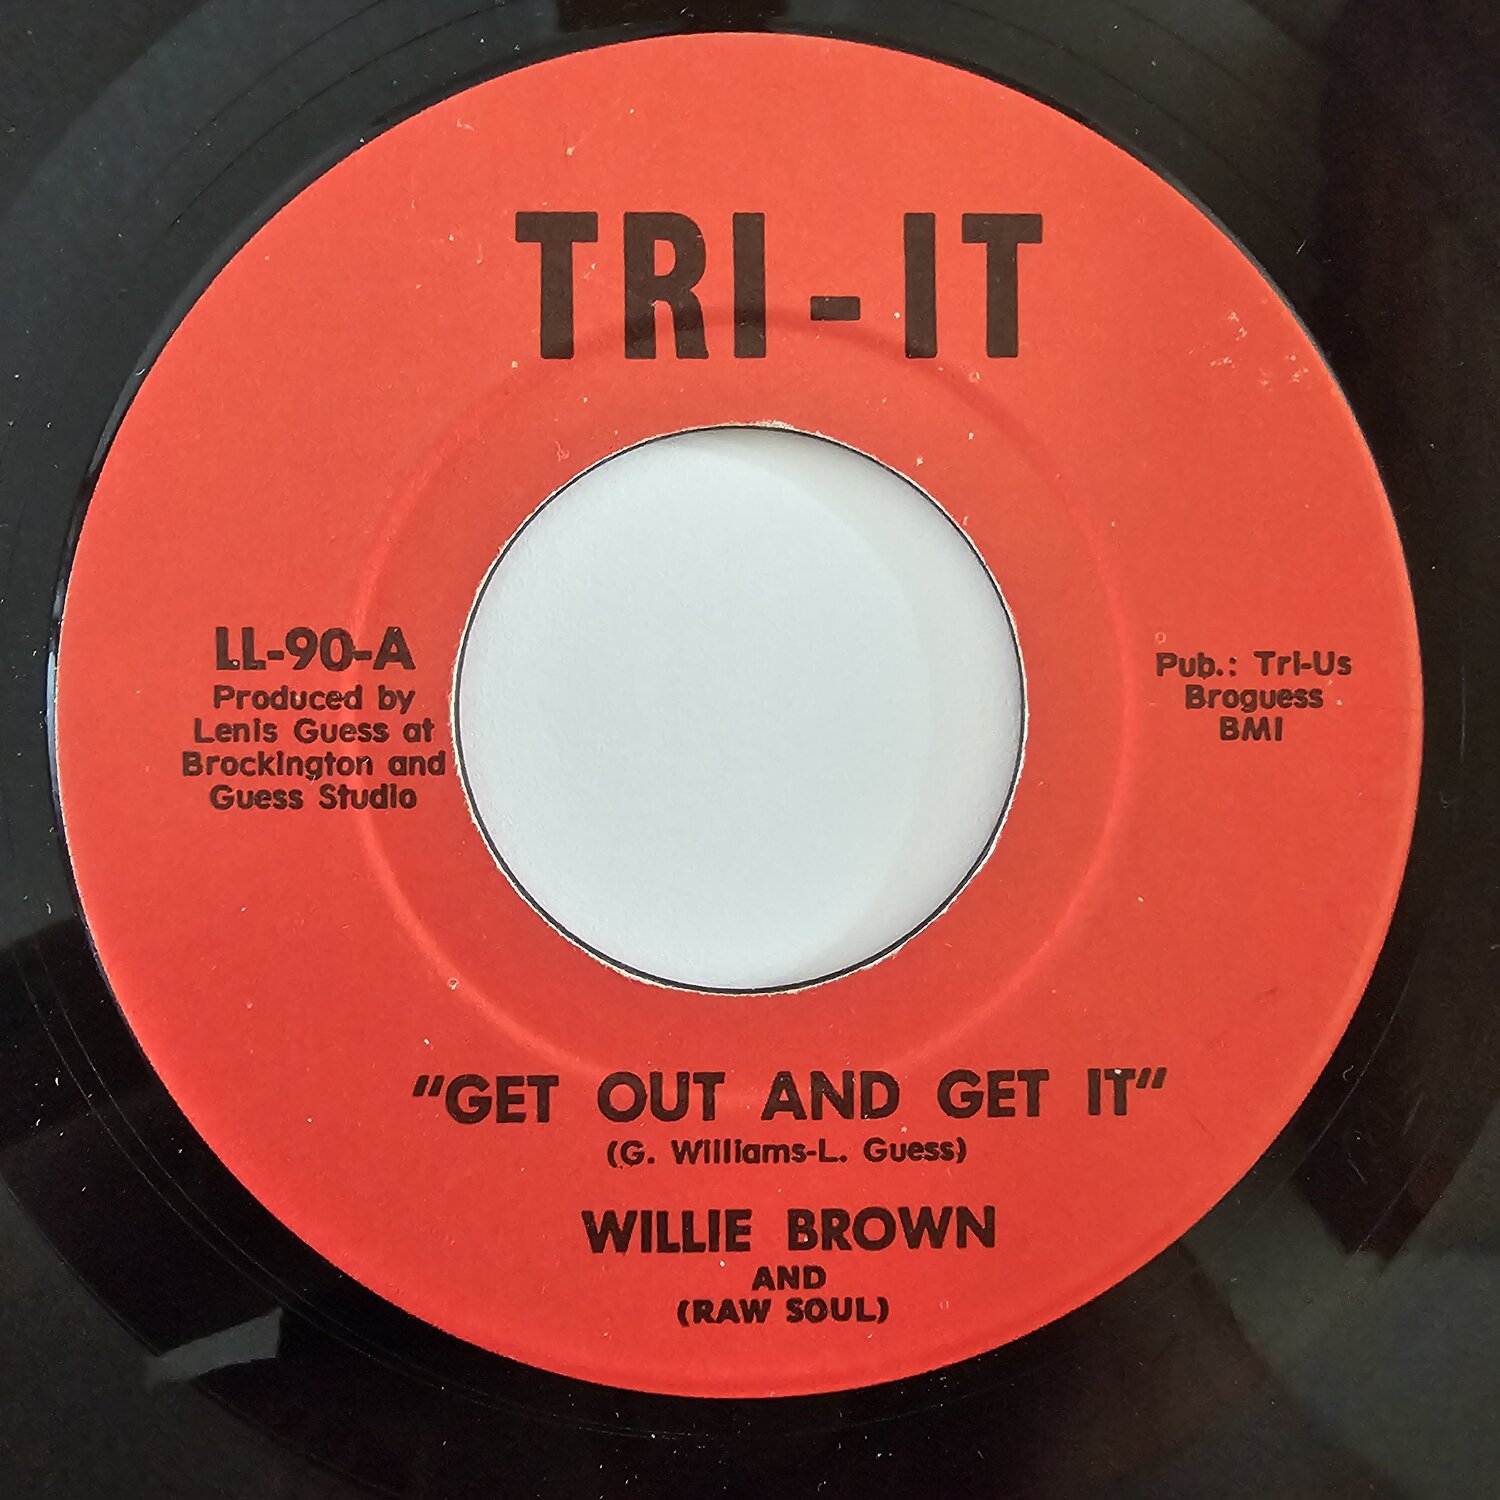 TRI-IT
LL-90-A
Produced by
Lenis Guess at
Brockington and
Guess Studio
Pub.: Tri-Us
Broguess
BMI
"GET OUT AND GET IT"
(G. Williams-L. Guess)
WILLIE BROWN
AND
(RAW SOUL)